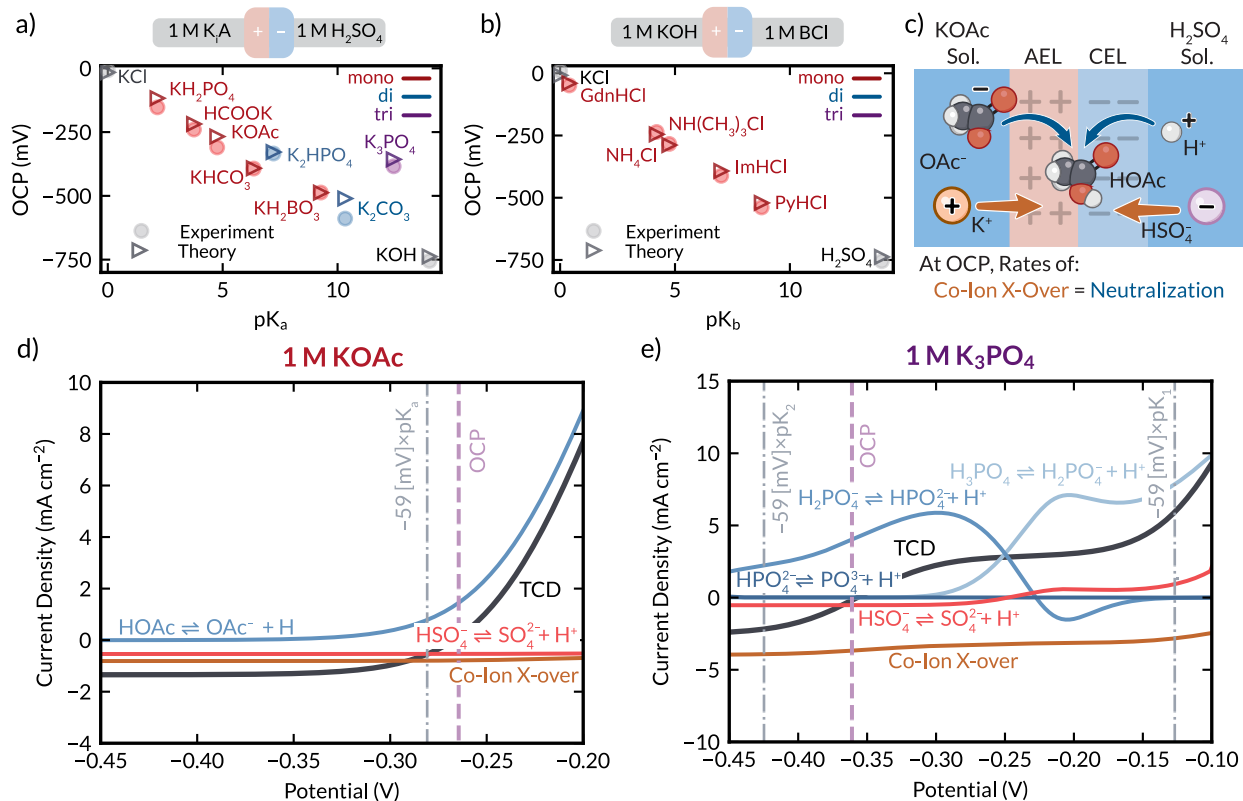 a)
1 M KᵢA
+
−
1 M H₂SO₄
0
−250
−500
−750
OCP (mV)
0
5
10
pKₐ
KCl
KH₂PO₄
HCOOK
KOAc
K₂HPO₄
K₃PO₄
KHCO₃
KH₂BO₃
K₂CO₃
KOH
mono
di
tri
Experiment
Theory
b)
1 M KOH
+
−
1 M BCl
0
−250
−500
−750
OCP (mV)
0
5
10
pK_b
KCl
GdnHCl
NH(CH₃)₃Cl
NH₄Cl
ImHCl
PyHCl
H₂SO₄
mono
di
tri
Experiment
Theory
c)
KOAc
Sol.
AEL
CEL
H₂SO₄
Sol.
−
+
OAc⁻
H⁺
HOAc
+
K⁺
−
HSO₄⁻
At OCP, Rates of:
Co-Ion X-Over = Neutralization
d)
1 M KOAc
10
8
6
4
2
0
−2
−4
Current Density (mA cm⁻²)
−0.45
−0.40
−0.35
−0.30
−0.25
−0.20
Potential (V)
−59 [mV]×pKₐ
OCP
TCD
HOAc ⇌ OAc⁻ + H
HSO₄⁻ ⇌ SO₄²⁻ + H⁺
Co-Ion X-over
e)
1 M K₃PO₄
15
10
5
0
−5
−10
Current Density (mA cm⁻²)
−0.45
−0.40
−0.35
−0.30
−0.25
−0.20
−0.15
−0.10
Potential (V)
−59 [mV]×pK₂
OCP
−59 [mV]×pK₁
H₃PO₄ ⇌ H₂PO₄⁻ + H⁺
H₂PO₄⁻ ⇌ HPO₄²⁻ + H⁺
TCD
HPO₄²⁻ ⇌ PO₄³⁻ + H⁺
HSO₄⁻ ⇌ SO₄²⁻ + H⁺
Co-Ion X-over